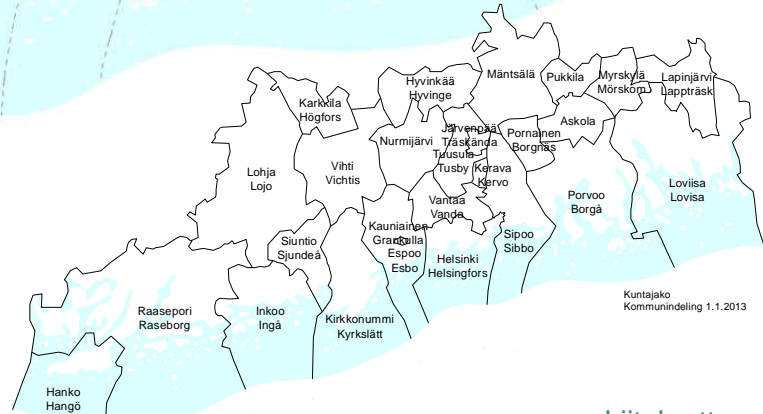 Mäntsälä
Pukkila
Myrskylä
Mörskom
Lapinjärvi
Lappträsk
Hyvinkää
Hyvinge
Karkkila
Högfors
Askola
Järvenpää
Träskända
Pornainen
Borgnäs
Nurmijärvi
Tuusula
Tusby
Kerava
Kervo
Vihti
Vichtis
Lohja
Lojo
Loviisa
Lovisa
Porvoo
Borgå
Vantaa
Vanda
Kauniainen
Grankulla
Espoo
Esbo
Sipoo
Sibbo
Siuntio
Sjundeå
Helsinki
Helsingfors
Kuntajako
Kommunindeling 1.1.2013
Raasepori
Raseborg
Inkoo
Ingå
Kirkkonummi
Kyrkslätt
Hanko
Hangö